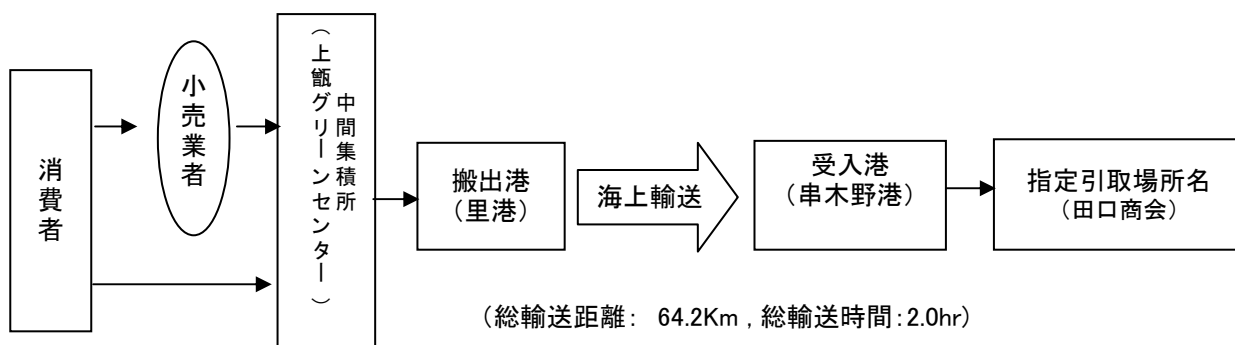 消費者
小売業者
中間集積所
（上甑グリーンセンター）
搬出港
（里港）
海上輸送
受入港
（串木野港）
指定引取場所名
（田口商会）
（総輸送距離： 64.2Km , 総輸送時間：2.0hr）